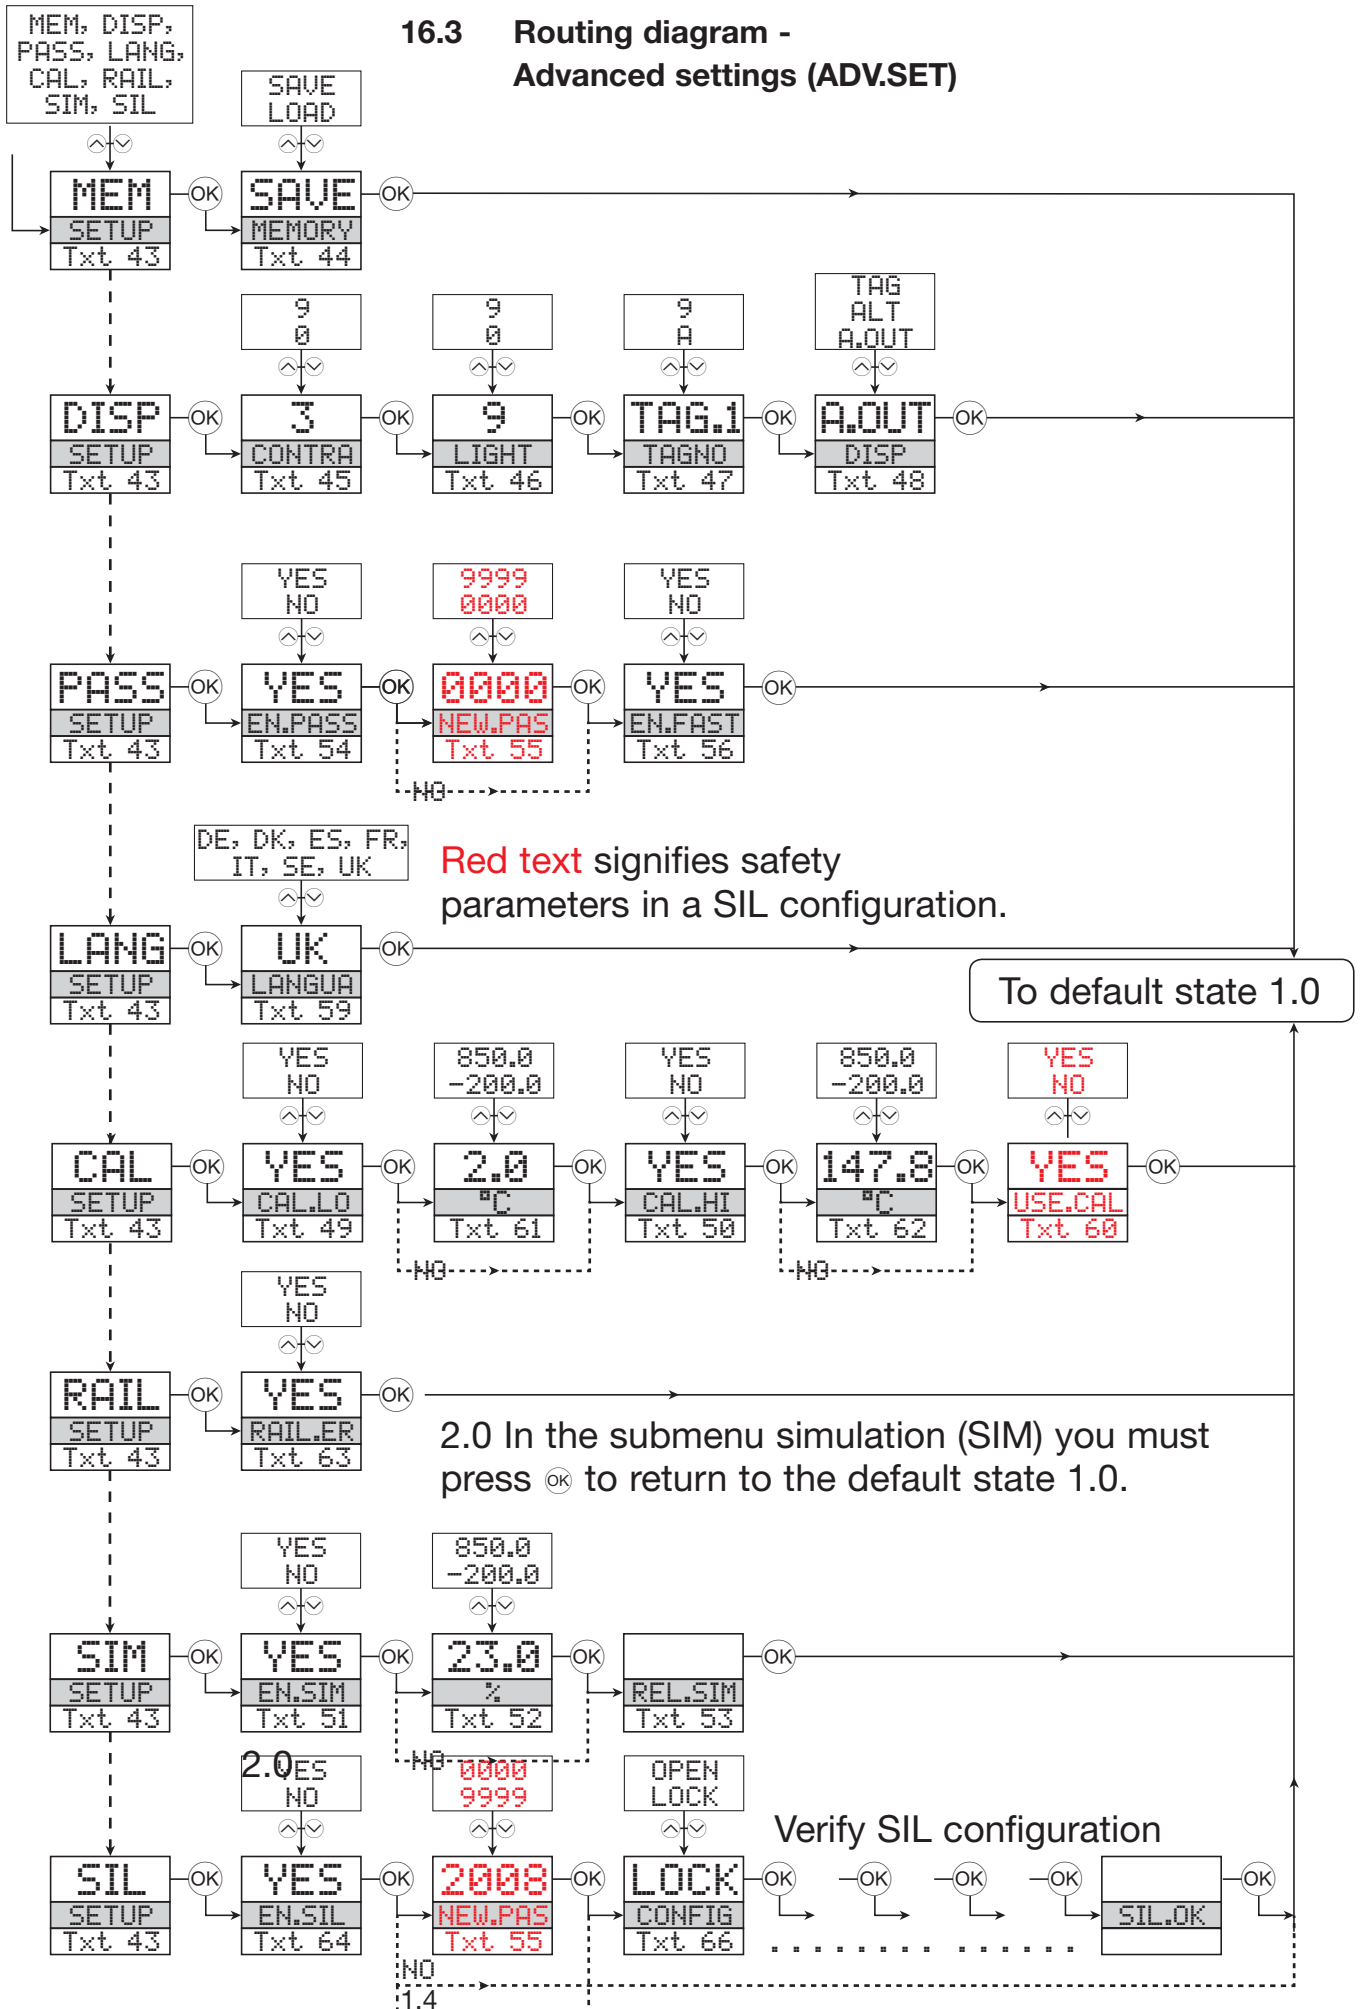 16.3 Routing diagram -
Advanced settings (ADV.SET)
MEM, DISP,
PASS, LANG,
CAL, RAIL,
SIM, SIL
SAVE
LOAD
MEM OK SAVE OK
SETUP MEMORY
Txt 43 Txt 44
9 9 9 TAG
0 0 A ALT
A.OUT
DISP OK 3 OK 9 OK TAG.1 OK A.OUT OK
SETUP CONTRA LIGHT TAGNO DISP
Txt 43 Txt 45 Txt 46 Txt 47 Txt 48
YES 9999 YES
NO 0000 NO
PASS OK YES OK 0000 OK YES OK
SETUP EN.PASS NEW.PAS EN.FAST
Txt 43 Txt 54 Txt 55 Txt 56
NO
DE, DK, ES, FR,
IT, SE, UK
Red text signifies safety
parameters in a SIL configuration.
LANG OK UK OK
SETUP LANGUA
Txt 43 Txt 59
To default state 1.0
YES 850.0 YES 850.0 YES
NO -200.0 NO -200.0 NO
CAL OK YES OK 2.0 OK YES OK 147.8 OK YES OK
SETUP CAL.LO °C CAL.HI °C USE.CAL
Txt 43 Txt 49 Txt 61 Txt 50 Txt 62 Txt 60
NO NO
YES
NO
RAIL OK YES OK
SETUP RAIL.ER
Txt 43 Txt 63
2.0 In the submenu simulation (SIM) you must
press OK to return to the default state 1.0.
YES 850.0
NO -200.0
SIM OK YES OK 23.0 OK OK
SETUP EN.SIM % REL.SIM
Txt 43 Txt 51 Txt 52 Txt 53
2.0 NO
YES 0000 OPEN
NO 9999 LOCK
Verify SIL configuration
SIL OK YES OK 2008 OK LOCK OK OK OK OK OK
SETUP EN.SIL NEW.PAS CONFIG SIL.OK
Txt 43 Txt 64 Txt 55 Txt 66 . . . . . . . . . . . . . .
NO
1.4